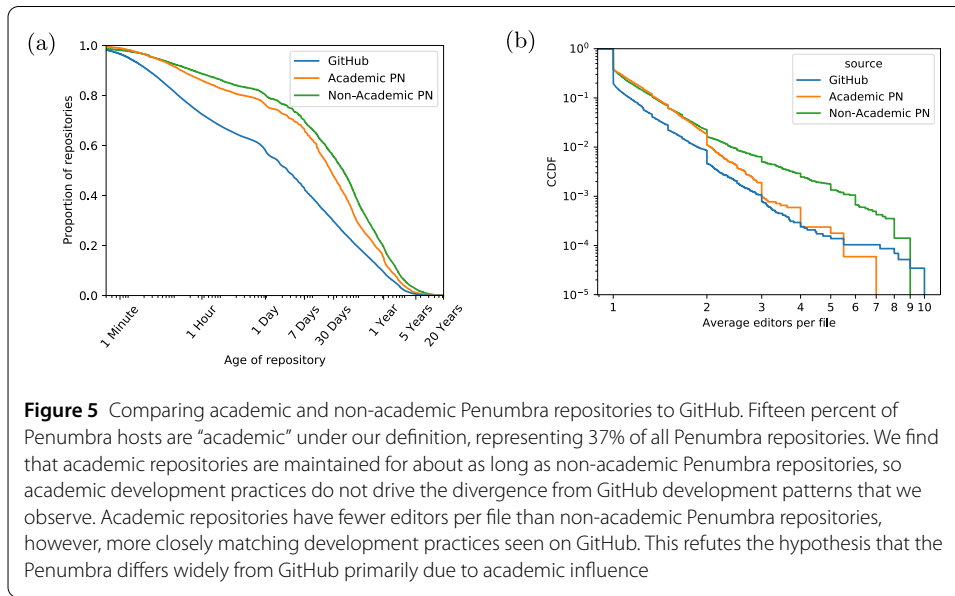 (a)
1.0
0.8
0.6
0.4
0.2
0.0
Proportion of repositories
GitHub
Academic PN
Non-Academic PN
1 Minute
1 Hour
1 Day
7 Days
30 Days
1 Year
5 Years
20 Years
Age of repository
(b)
10⁰
10⁻¹
10⁻²
10⁻³
10⁻⁴
10⁻⁵
CCDF
source
GitHub
Academic PN
Non-Academic PN
1 2 3 4 5 6 7 8 9 10
Average editors per file
Figure 5 Comparing academic and non-academic Penumbra repositories to GitHub. Fifteen percent of
Penumbra hosts are “academic” under our definition, representing 37% of all Penumbra repositories. We find
that academic repositories are maintained for about as long as non-academic Penumbra repositories, so
academic development practices do not drive the divergence from GitHub development patterns that we
observe. Academic repositories have fewer editors per file than non-academic Penumbra repositories,
however, more closely matching development practices seen on GitHub. This refutes the hypothesis that the
Penumbra differs widely from GitHub primarily due to academic influence